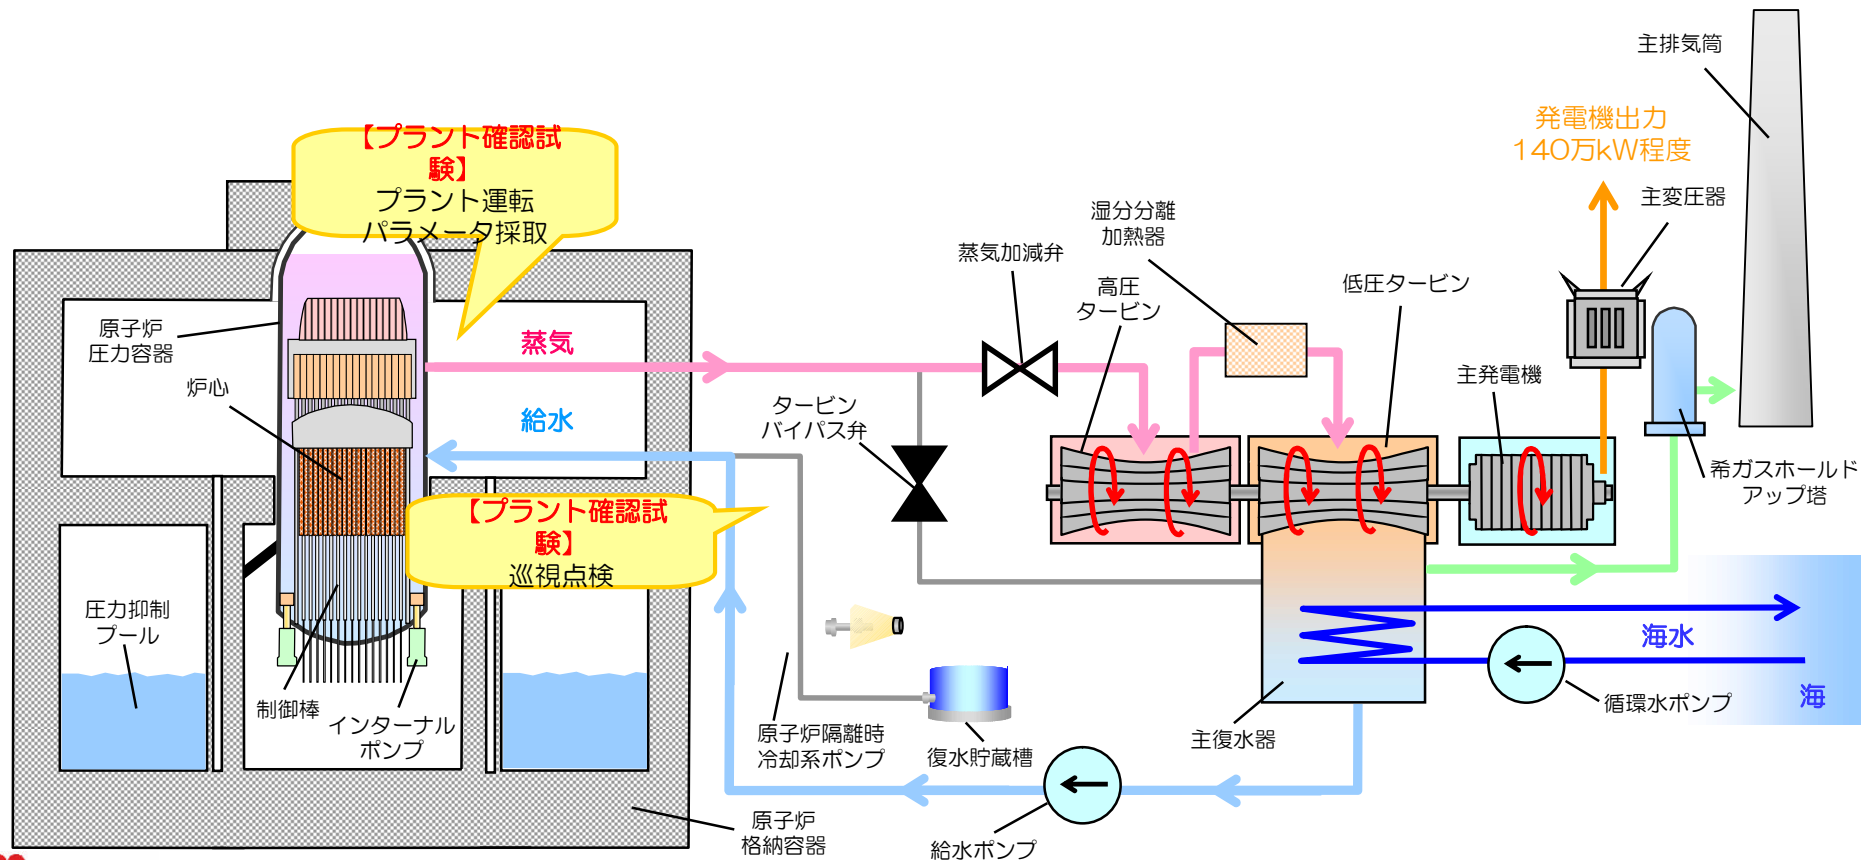 主排気筒
発電機出力
140万kW程度
【プラント確認試
験】
プラント運転
パラメータ採取
主変圧器
湿分分離
加熱器
蒸気加減弁
高圧
タービン
低圧タービン
原子炉
圧力容器
蒸気
炉心
主発電機
タービン
バイパス弁
給水
希ガスホールド
アップ塔
【プラント確認試
験】
巡視点検
圧力抑制
プール
海水
海
制御棒
インターナル
ポンプ
循環水ポンプ
原子炉隔離時
冷却系ポンプ
復水貯蔵槽
主復水器
原子炉
格納容器
給水ポンプ